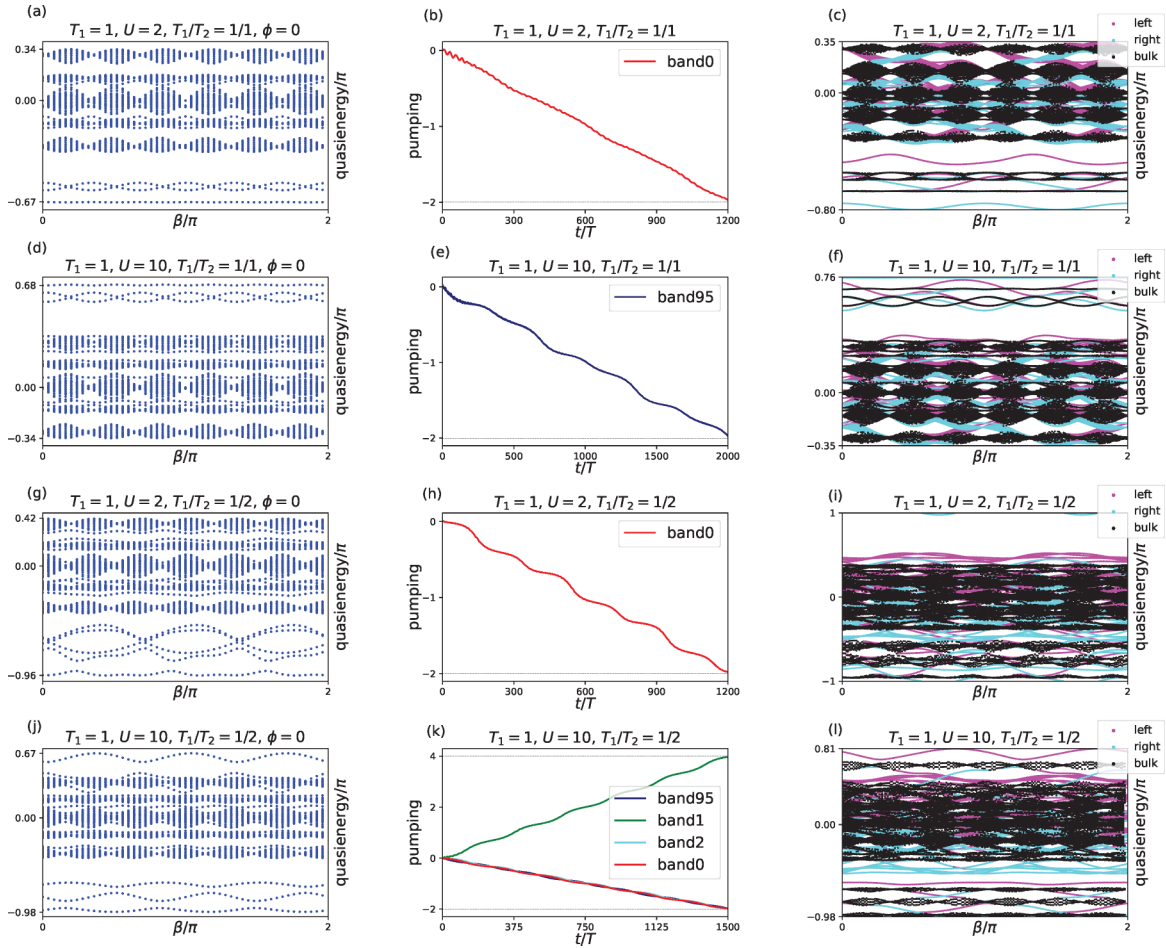 (a)
T₁ = 1, U = 2, T₁/T₂ = 1/1, ϕ = 0
0.34
0.00
−0.67
0
2
β/π
quasienergy/π
(b)
T₁ = 1, U = 2, T₁/T₂ = 1/1
band0
pumping
0
−1
−2
0
300
600
900
1200
t/T
(c)
T₁ = 1, U = 2, T₁/T₂ = 1/1
left
right
bulk
0.35
0.00
−0.80
0
2
β/π
quasienergy/π
(d)
T₁ = 1, U = 10, T₁/T₂ = 1/1, ϕ = 0
0.68
0.00
−0.34
0
2
β/π
quasienergy/π
(e)
T₁ = 1, U = 10, T₁/T₂ = 1/1
band95
pumping
0
−1
−2
0
500
1000
1500
2000
t/T
(f)
T₁ = 1, U = 10, T₁/T₂ = 1/1
left
right
bulk
0.76
0.00
−0.35
0
2
β/π
quasienergy/π
(g)
T₁ = 1, U = 2, T₁/T₂ = 1/2, ϕ = 0
0.42
0.00
−0.96
0
2
β/π
quasienergy/π
(h)
T₁ = 1, U = 2, T₁/T₂ = 1/2
band0
pumping
0
−1
−2
0
300
600
900
1200
t/T
(i)
T₁ = 1, U = 2, T₁/T₂ = 1/2
left
right
bulk
1
0
−1
0
2
β/π
quasienergy/π
(j)
T₁ = 1, U = 10, T₁/T₂ = 1/2, ϕ = 0
0.67
0.00
−0.98
0
2
β/π
quasienergy/π
(k)
T₁ = 1, U = 10, T₁/T₂ = 1/2
band95
band1
band2
band0
pumping
4
2
0
−2
0
375
750
1125
1500
t/T
(l)
T₁ = 1, U = 10, T₁/T₂ = 1/2
left
right
bulk
0.81
0.00
−0.98
0
2
β/π
quasienergy/π